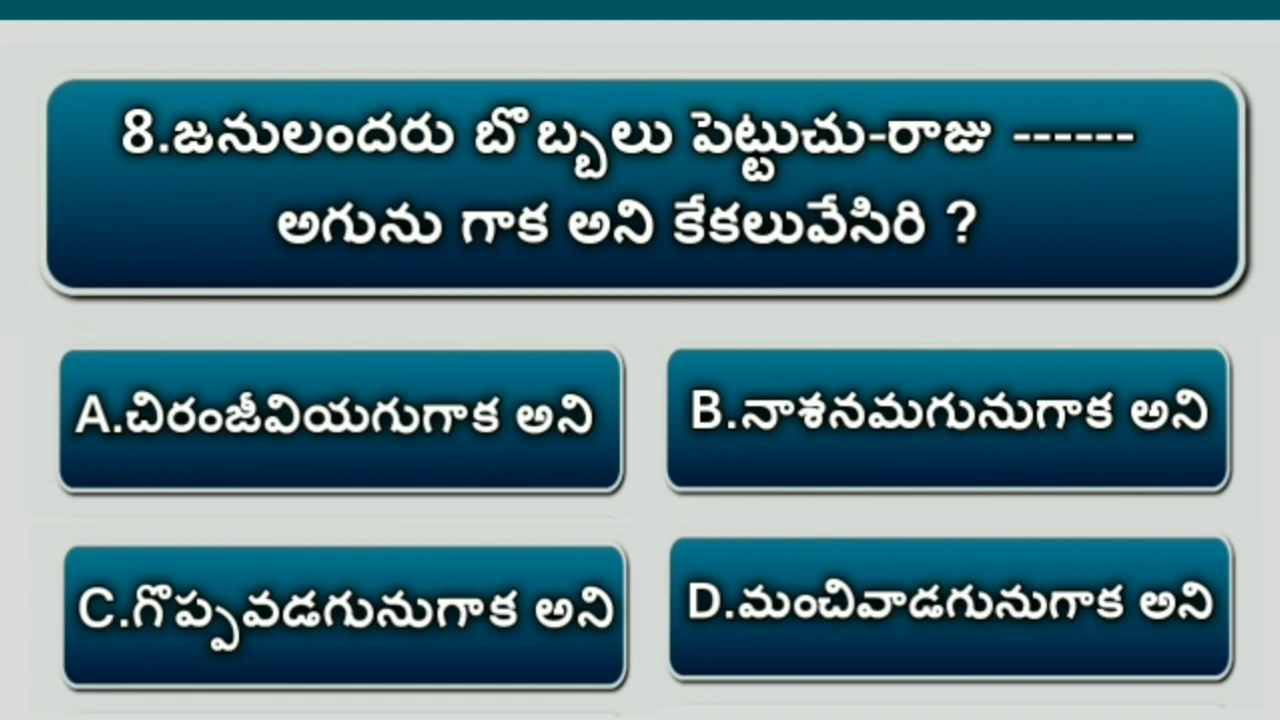 8.జనులందరు బొబ్బలు పెట్టుచు-రాజు ------
అగును గాక అని కేకలువేసిరి ?
A.చిరంజీవియగుగాక అని
B.నాశనమగునుగాక అని
C.గొప్పవడగునుగాక అని
D.మంచివాడగునుగాక అని